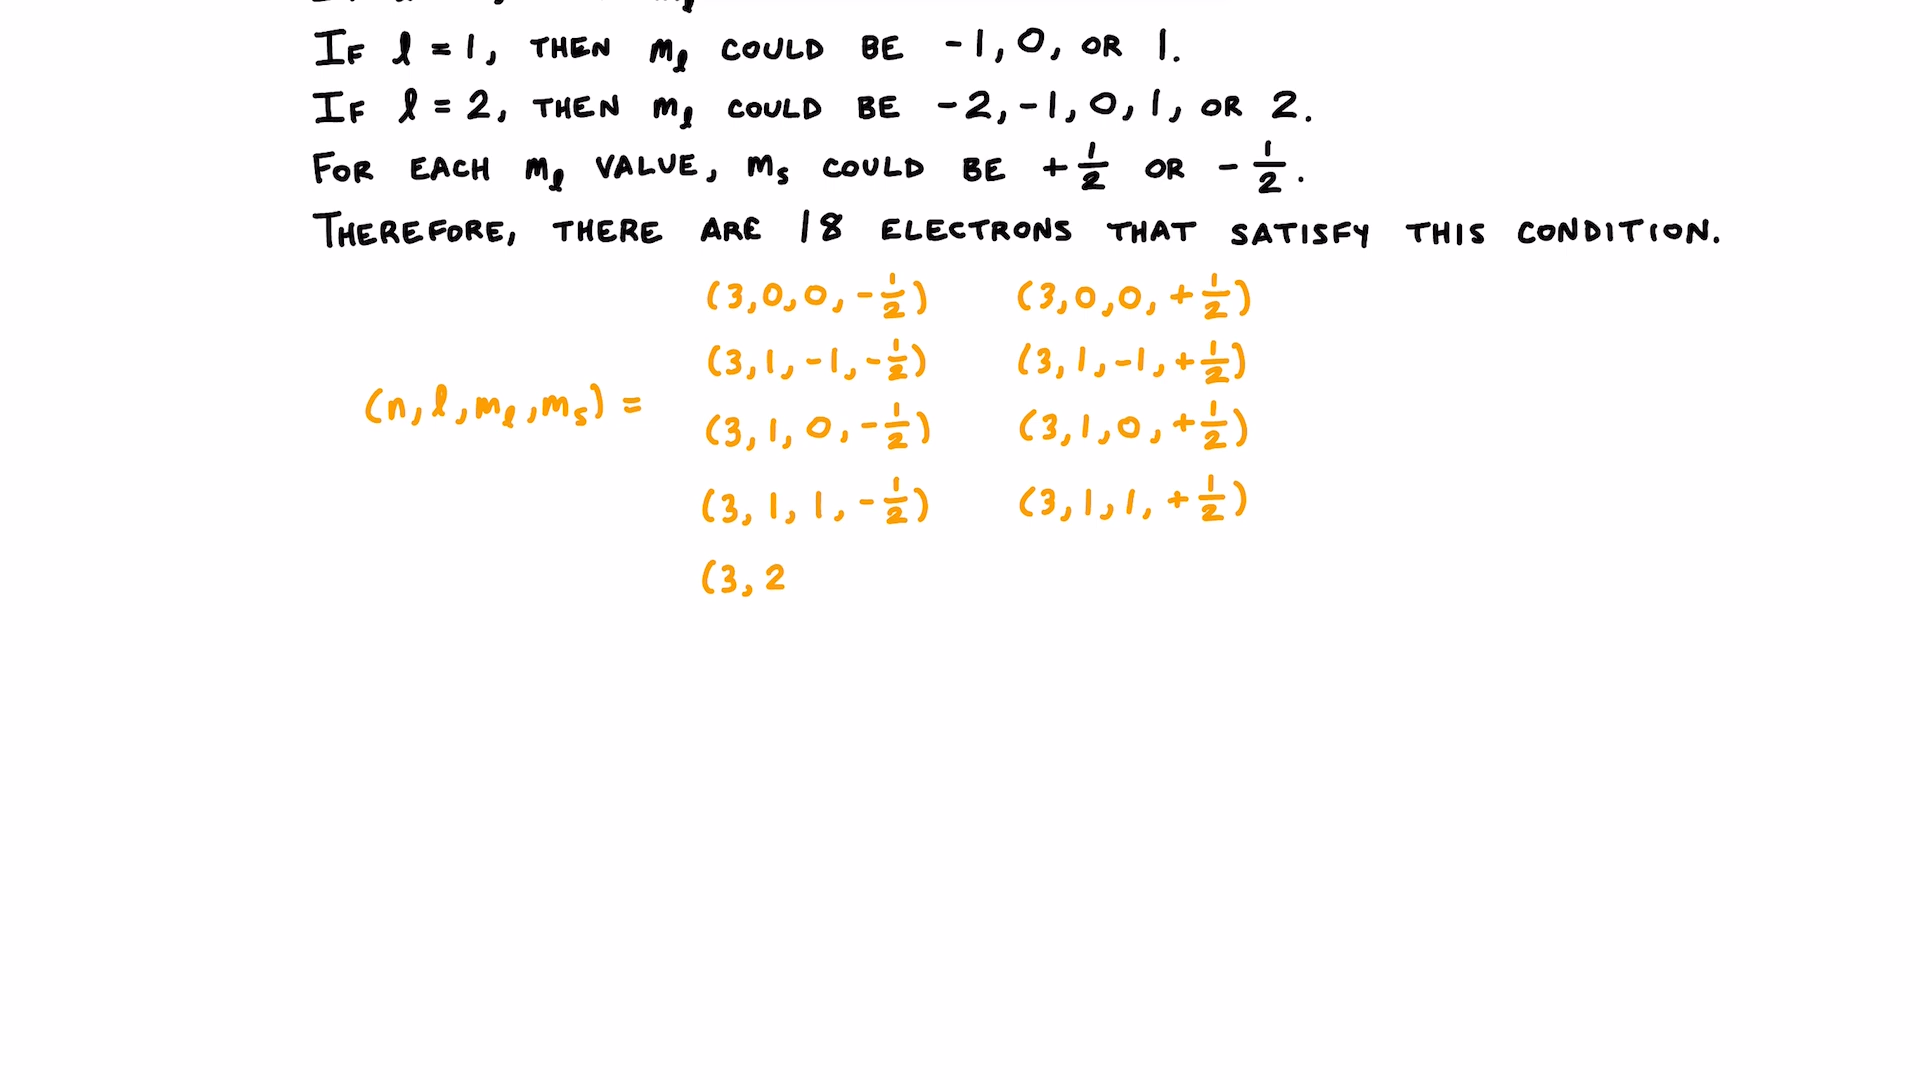 IF l = 1, THEN mₗ COULD BE -1, 0, OR 1.
IF l = 2, THEN mₗ COULD BE -2, -1, 0, 1, OR 2.
FOR EACH mₗ VALUE, mₛ COULD BE +1/2 OR -1/2.
THEREFORE, THERE ARE 18 ELECTRONS THAT SATISFY THIS CONDITION.
(3, 0, 0, -1/2) (3, 0, 0, +1/2)
(3, 1, -1, -1/2) (3, 1, -1, +1/2)
(n, l, mₗ, mₛ) =
(3, 1, 0, -1/2) (3, 1, 0, +1/2)
(3, 1, 1, -1/2) (3, 1, 1, +1/2)
(3, 2